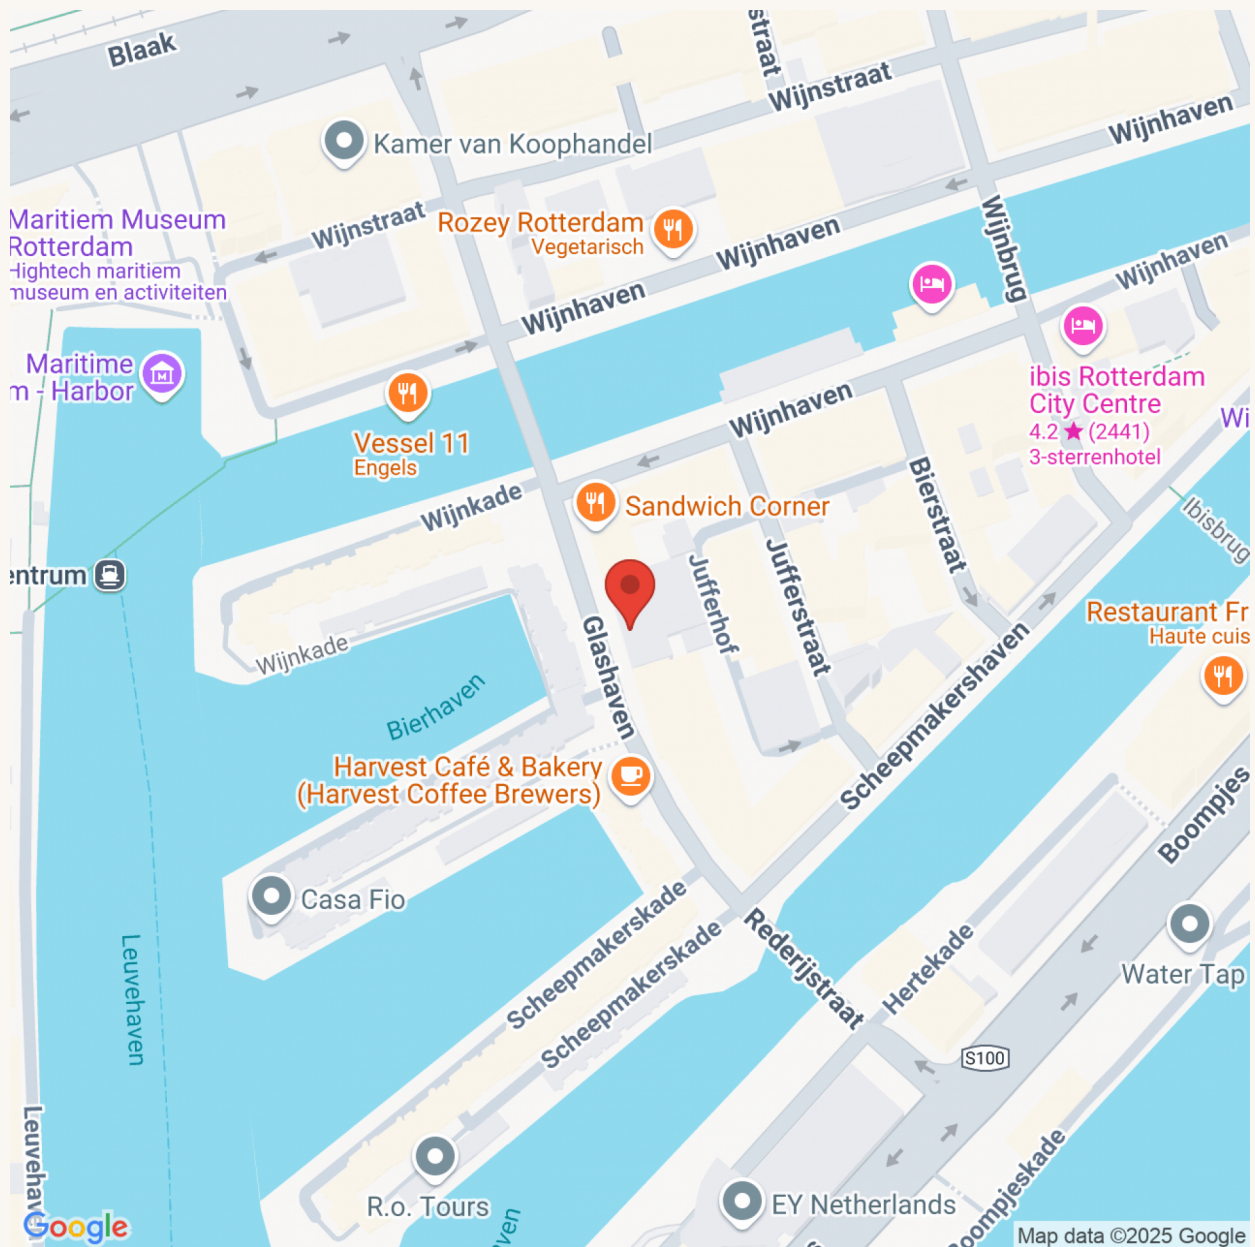 Blaak
straat
Wijnstraat
Wijnhaven
Kamer van Koophandel
Maritiem Museum
Rotterdam
Hightech maritiem
museum en activiteiten
Wijnstraat
Rozey Rotterdam
Vegetarisch
Wijnhaven
Wijnbrug
Wijnhaven
Wijnhaven
Maritime
m - Harbor
Vessel 11
Engels
ibis Rotterdam
City Centre
4.2 ★ (2441)
3-sterrenhotel
Wi
Wijnhaven
Wijnkade
Sandwich Corner
Bierstraat
Ibisbrug
entrum
Jufferhof
Jufferstraat
Glashaven
Wijnkade
Bierhaven
Restaurant Fr
Haute cuis
Scheepmakershaven
Harvest Café & Bakery
(Harvest Coffee Brewers)
Boompjes
Casa Fio
Leuvehaven
Scheepmakerskade
Scheepmakerskade
Rederijstraat
Hertekade
Water Tap
S100
Leuvehav
R.o. Tours
EY Netherlands
Boompjeskade
ven
Google
Map data ©2025 Google